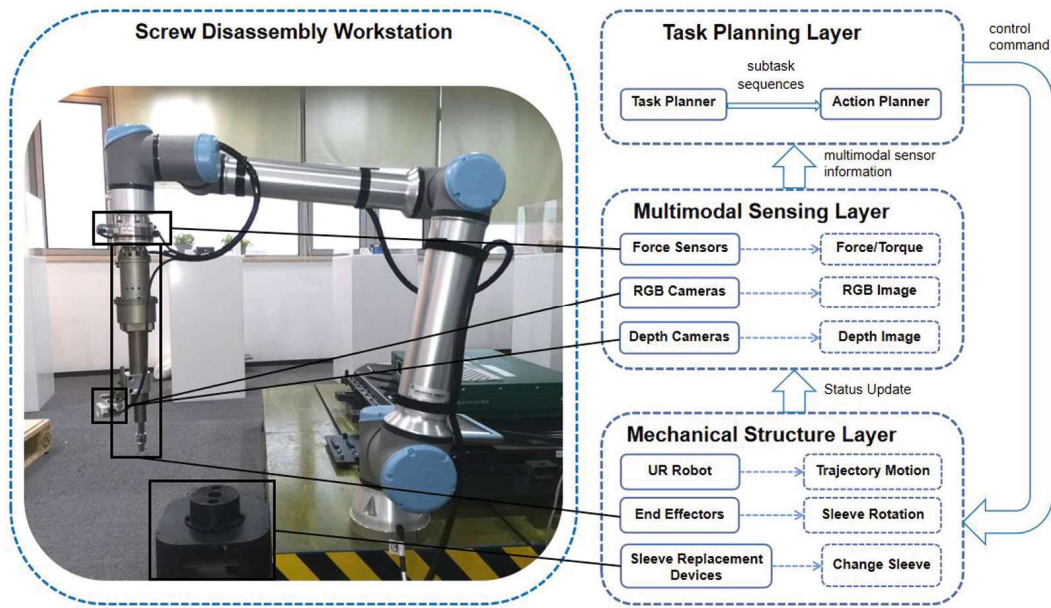 Screw Disassembly Workstation
Task Planning Layer
control
command
subtask
sequences
Task Planner
Action Planner
multimodal sensor
information
Multimodal Sensing Layer
Force Sensors
Force/Torque
RGB Cameras
RGB Image
Depth Cameras
Depth Image
Status Update
Mechanical Structure Layer
UR Robot
Trajectory Motion
End Effectors
Sleeve Rotation
Sleeve Replacement
Devices
Change Sleeve